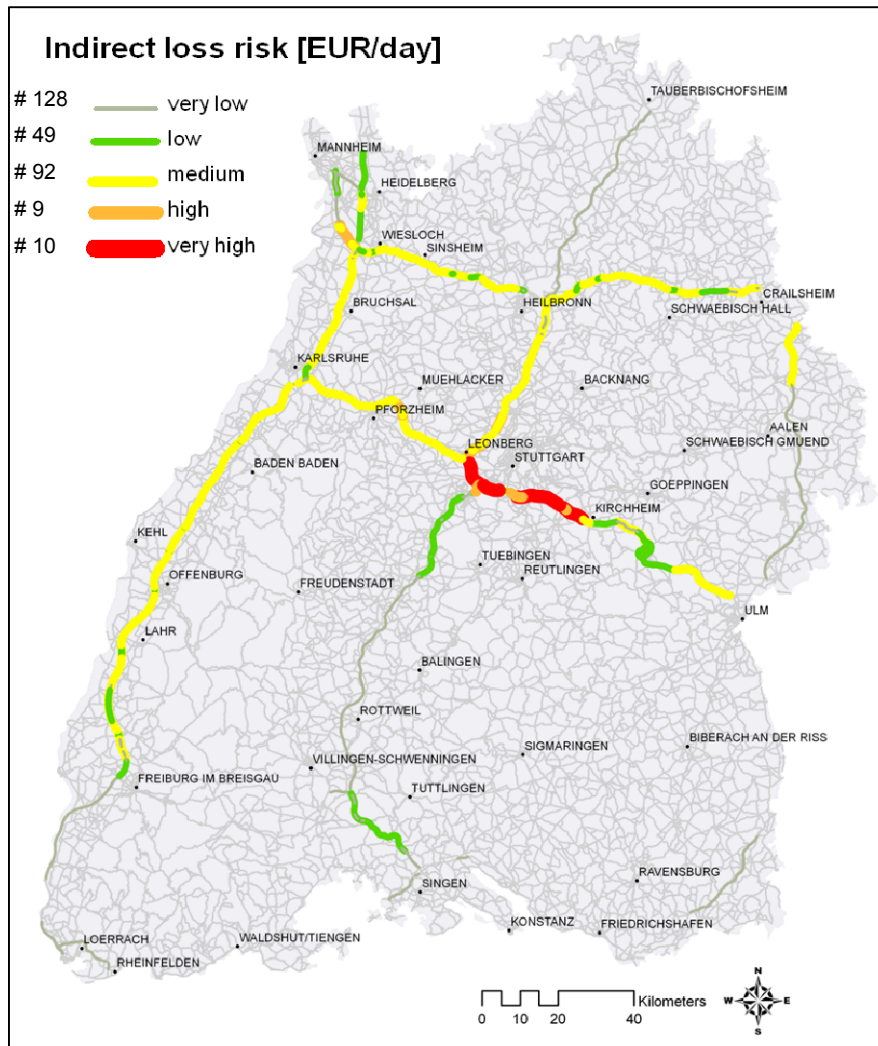 Indirect loss risk [EUR/day]
# 128 very low
# 49 low
# 92 medium
# 9 high
# 10 very high
TAUBERBISCHOFSHEIM
MANNHEIM
HEIDELBERG
WIESLOCH
SINSHEIM
CRAILSHEIM
BRUCHSAL
HEILBRONN
SCHWAEBISCH HALL
KARLSRUHE
MUEHLACKER
BACKNANG
PFORZHEIM
AALEN
LEONBERG
SCHWAEBISCH GMUEND
STUTTGART
BADEN BADEN
GOEPPINGEN
KIRCHHEIM
KEHL
TUEBINGEN
REUTLINGEN
OFFENBURG
FREUDENSTADT
ULM
LAHR
BALINGEN
ROTTWEIL
BIBERACH AN DER RISS
VILLINGEN-SCHWENNINGEN
SIGMARINGEN
FREIBURG IM BREISGAU
TUTTLINGEN
RAVENSBURG
SINGEN
KONSTANZ
FRIEDRICHSHAFEN
LOERRACH
WALDSHUT/TIENGEN
RHEINFELDEN
Kilometers
0 10 20 40
N
W E
S